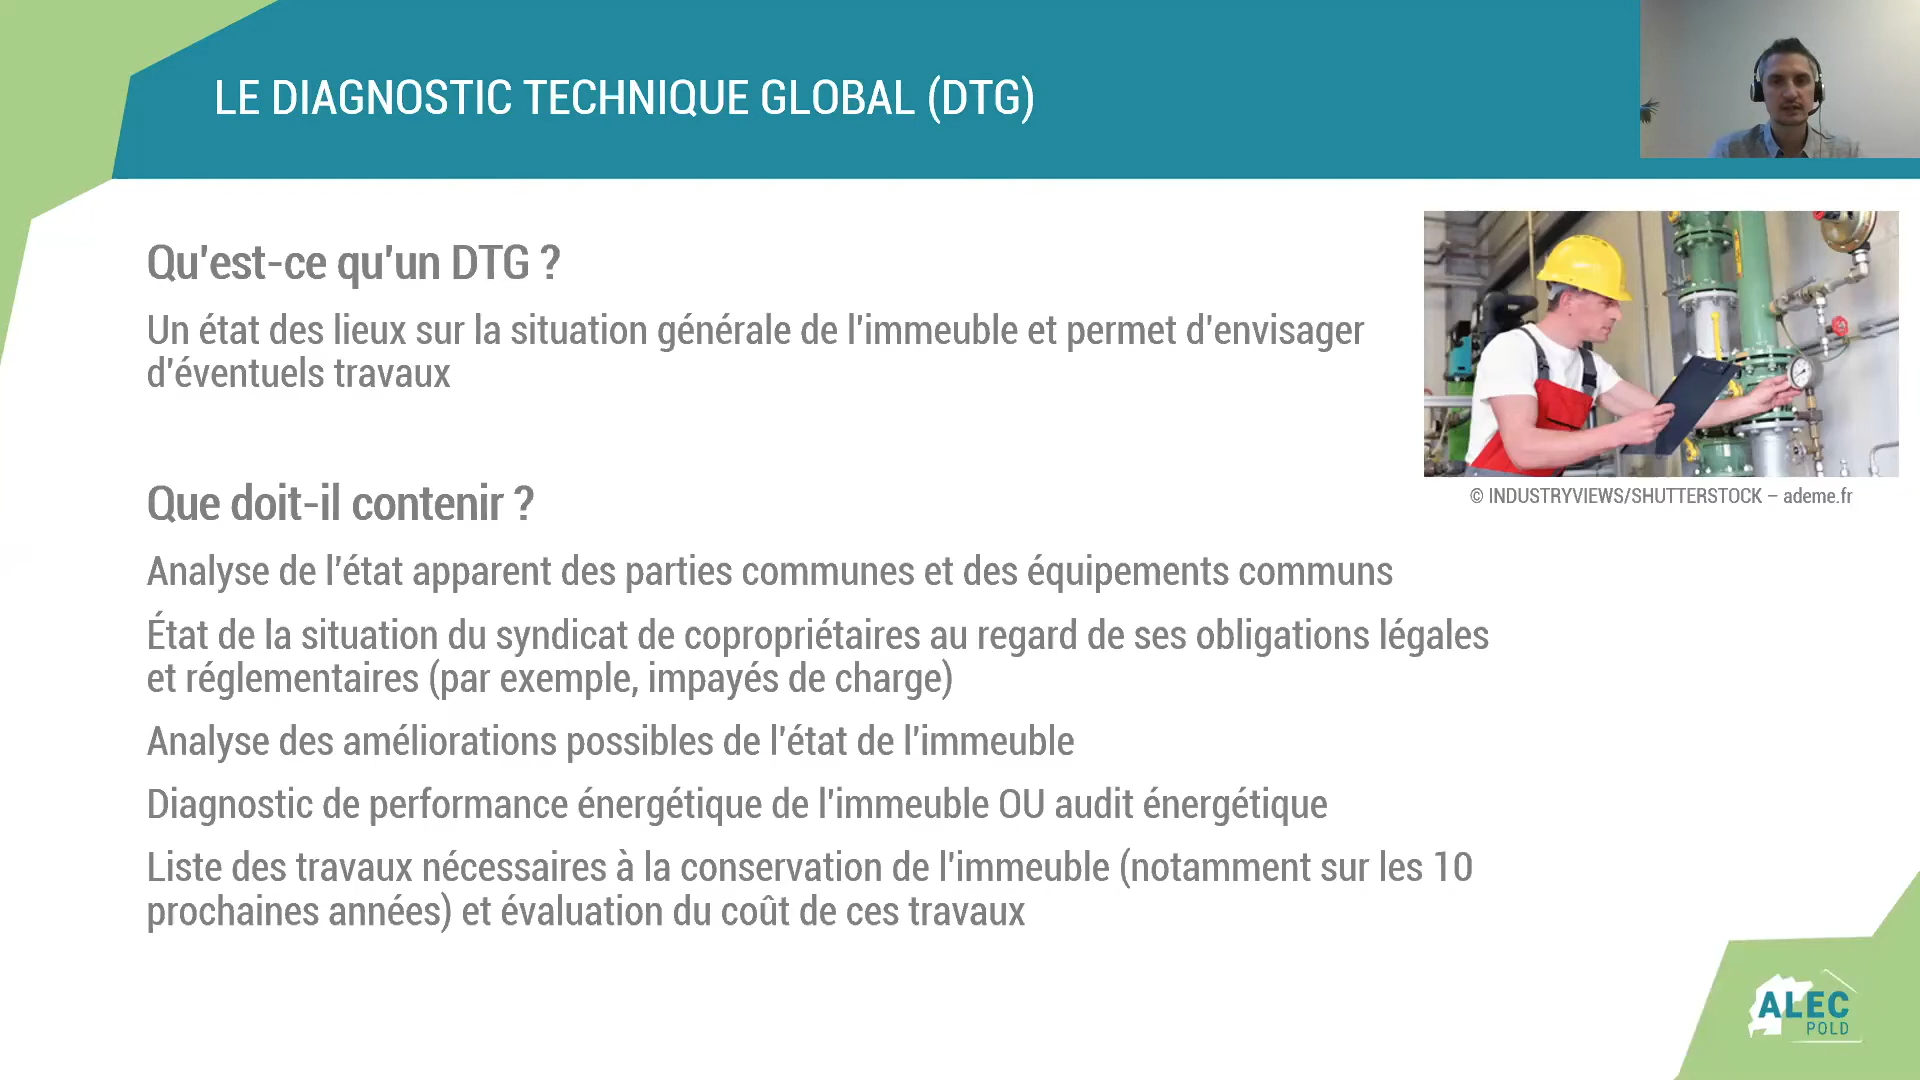 LE DIAGNOSTIC TECHNIQUE GLOBAL (DTG)
Qu'est-ce qu'un DTG ?
Un état des lieux sur la situation générale de l'immeuble et permet d'envisager
d'éventuels travaux
© INDUSTRYVIEWS/SHUTTERSTOCK – ademe.fr
Que doit-il contenir ?
Analyse de l'état apparent des parties communes et des équipements communs
État de la situation du syndicat de copropriétaires au regard de ses obligations légales
et réglementaires (par exemple, impayés de charge)
Analyse des améliorations possibles de l'état de l'immeuble
Diagnostic de performance énergétique de l'immeuble OU audit énergétique
Liste des travaux nécessaires à la conservation de l'immeuble (notamment sur les 10
prochaines années) et évaluation du coût de ces travaux
ALEC
POLD